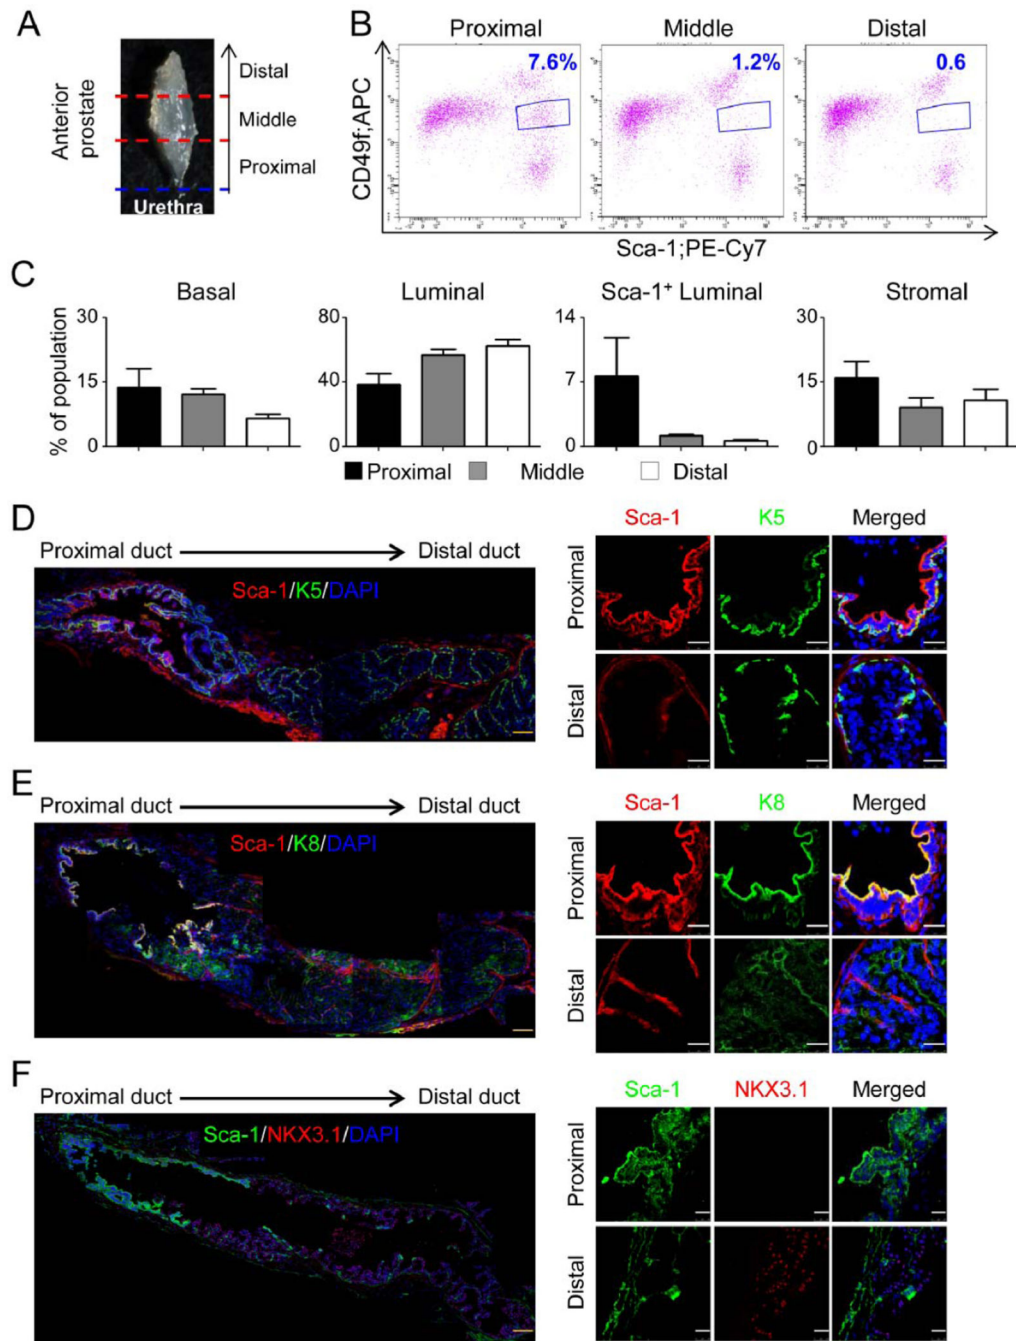 A
Anterior
prostate
Distal
Middle
Proximal
Urethra
B
Proximal
Middle
Distal
7.6%
1.2%
0.6
CD49f;APC
Sca-1;PE-Cy7
C
Basal
Luminal
Sca-1⁺ Luminal
Stromal
% of population
30
15
0
80
40
0
14
7
0
30
15
0
Proximal
Middle
Distal
D
Proximal duct
Distal duct
Sca-1/K5/DAPI
Sca-1
K5
Merged
Proximal
Distal
E
Proximal duct
Distal duct
Sca-1/K8/DAPI
Sca-1
K8
Merged
Proximal
Distal
F
Proximal duct
Distal duct
Sca-1/NKX3.1/DAPI
Sca-1
NKX3.1
Merged
Proximal
Distal